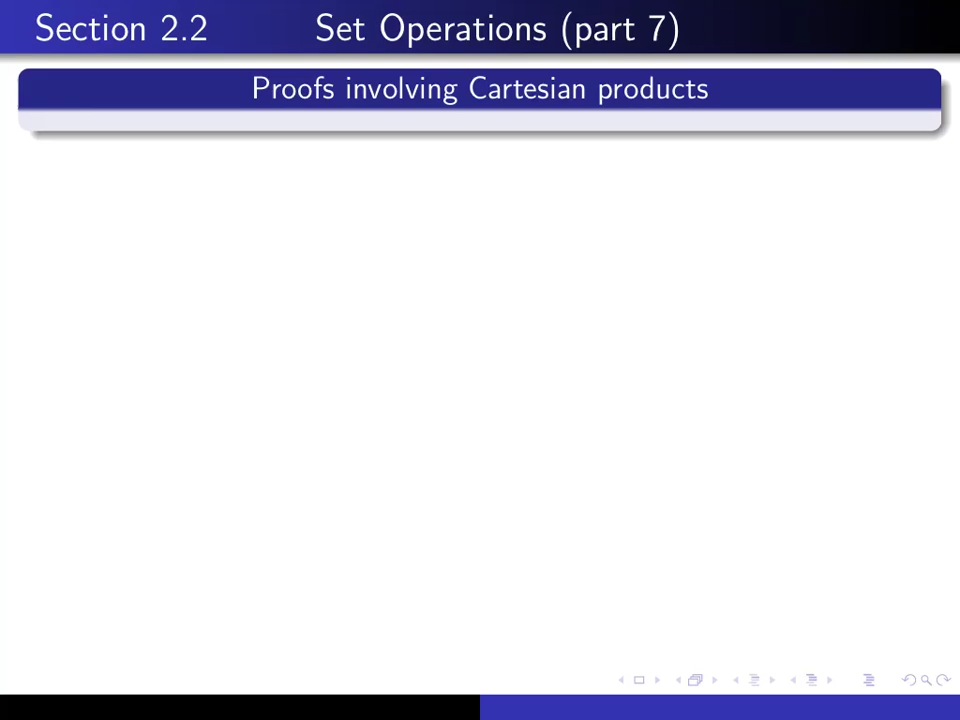 Section 2.2 Set Operations (part 7)
Proofs involving Cartesian products